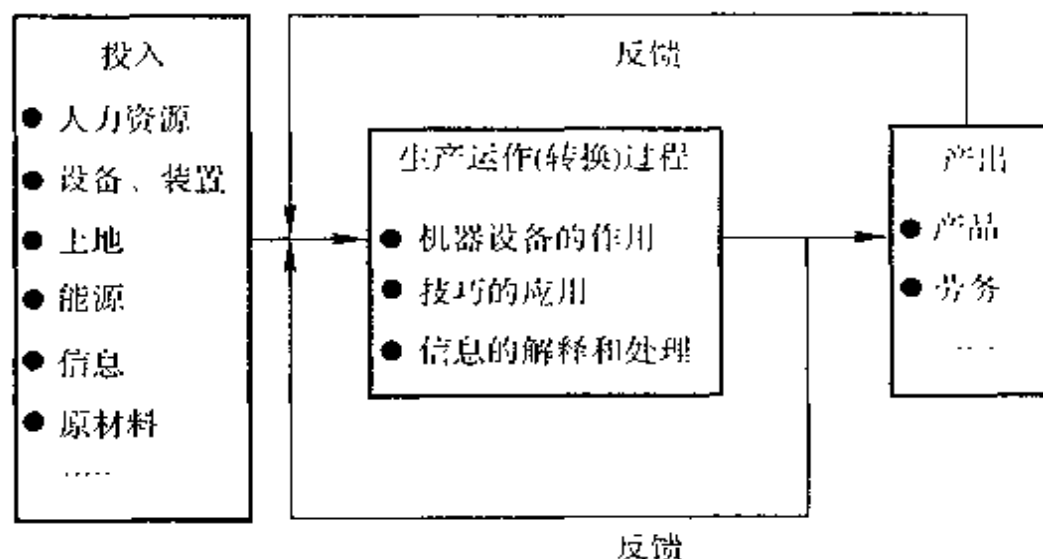 投入
● 人力资源
● 设备、装置
● 土地
● 能源
● 信息
● 原材料
.....
反馈
生产运作(转换)过程
● 机器设备的作用
● 技巧的应用
● 信息的解释和处理
产出
● 产品
● 劳务
....
反馈